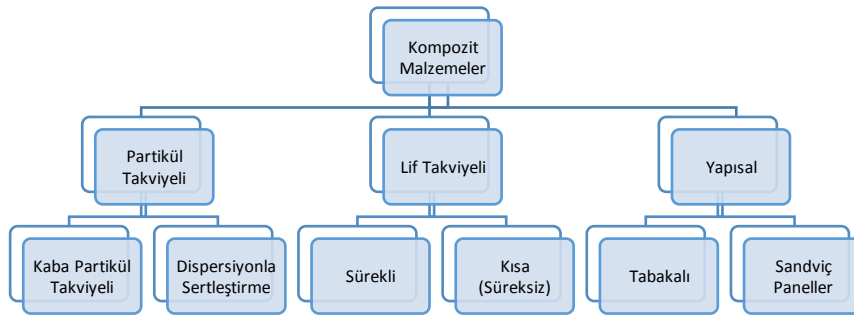 Kompozit
Malzemeler
Partikül
Takviyeli
Lif Takviyeli
Yapısal
Kaba Partikül
Takviyeli
Dispersiyonla
Sertleştirme
Sürekli
Kısa
(Süreksiz)
Tabakalı
Sandviç
Paneller